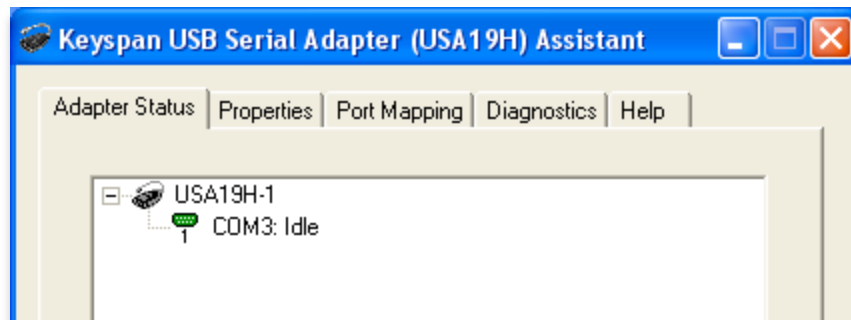 Keyspan USB Serial Adapter (USA19H) Assistant
Adapter Status Properties Port Mapping Diagnostics Help
USA19H-1
COM3: Idle
1